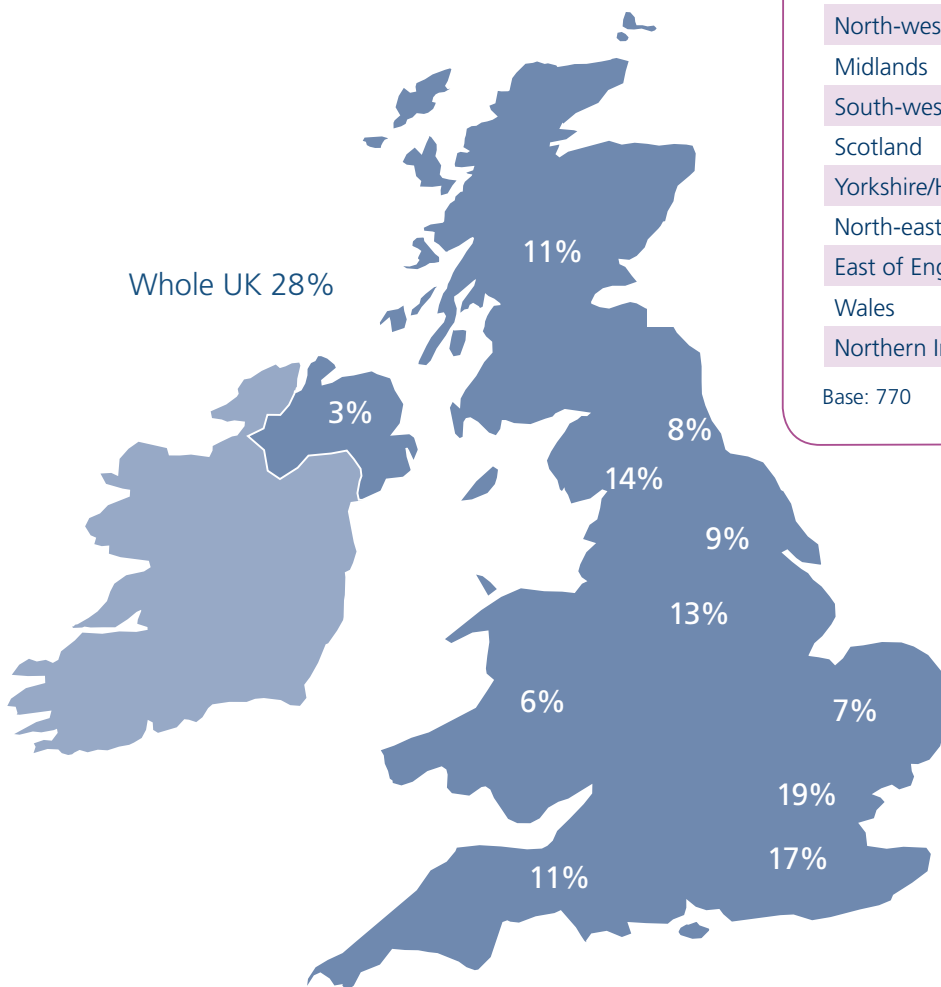 North-wes
Midlands
South-wes
Scotland
Yorkshire/H
North-east
East of Eng
Wales
Northern I
Base: 770
Whole UK 28%
11%
3%
8%
14%
9%
13%
6%
7%
19%
17%
11%